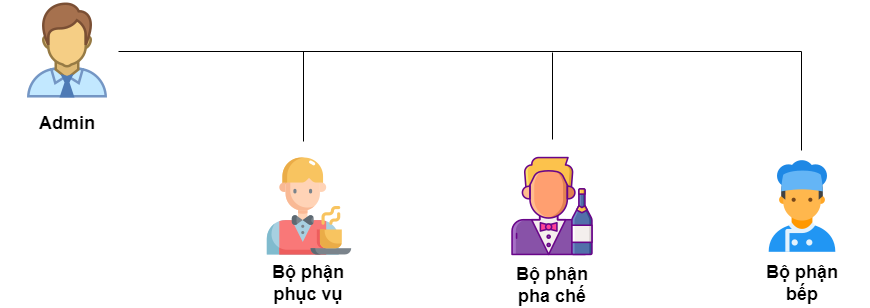 Admin
Bộ phận
phục vụ
Bộ phận
pha chế
Bộ phận
bếp